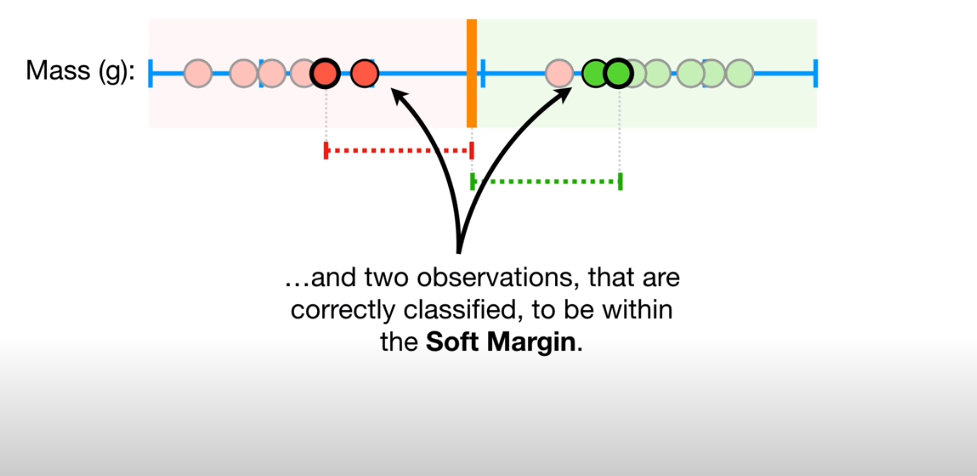 Mass (g):
…and two observations, that are
correctly classified, to be within
the Soft Margin.